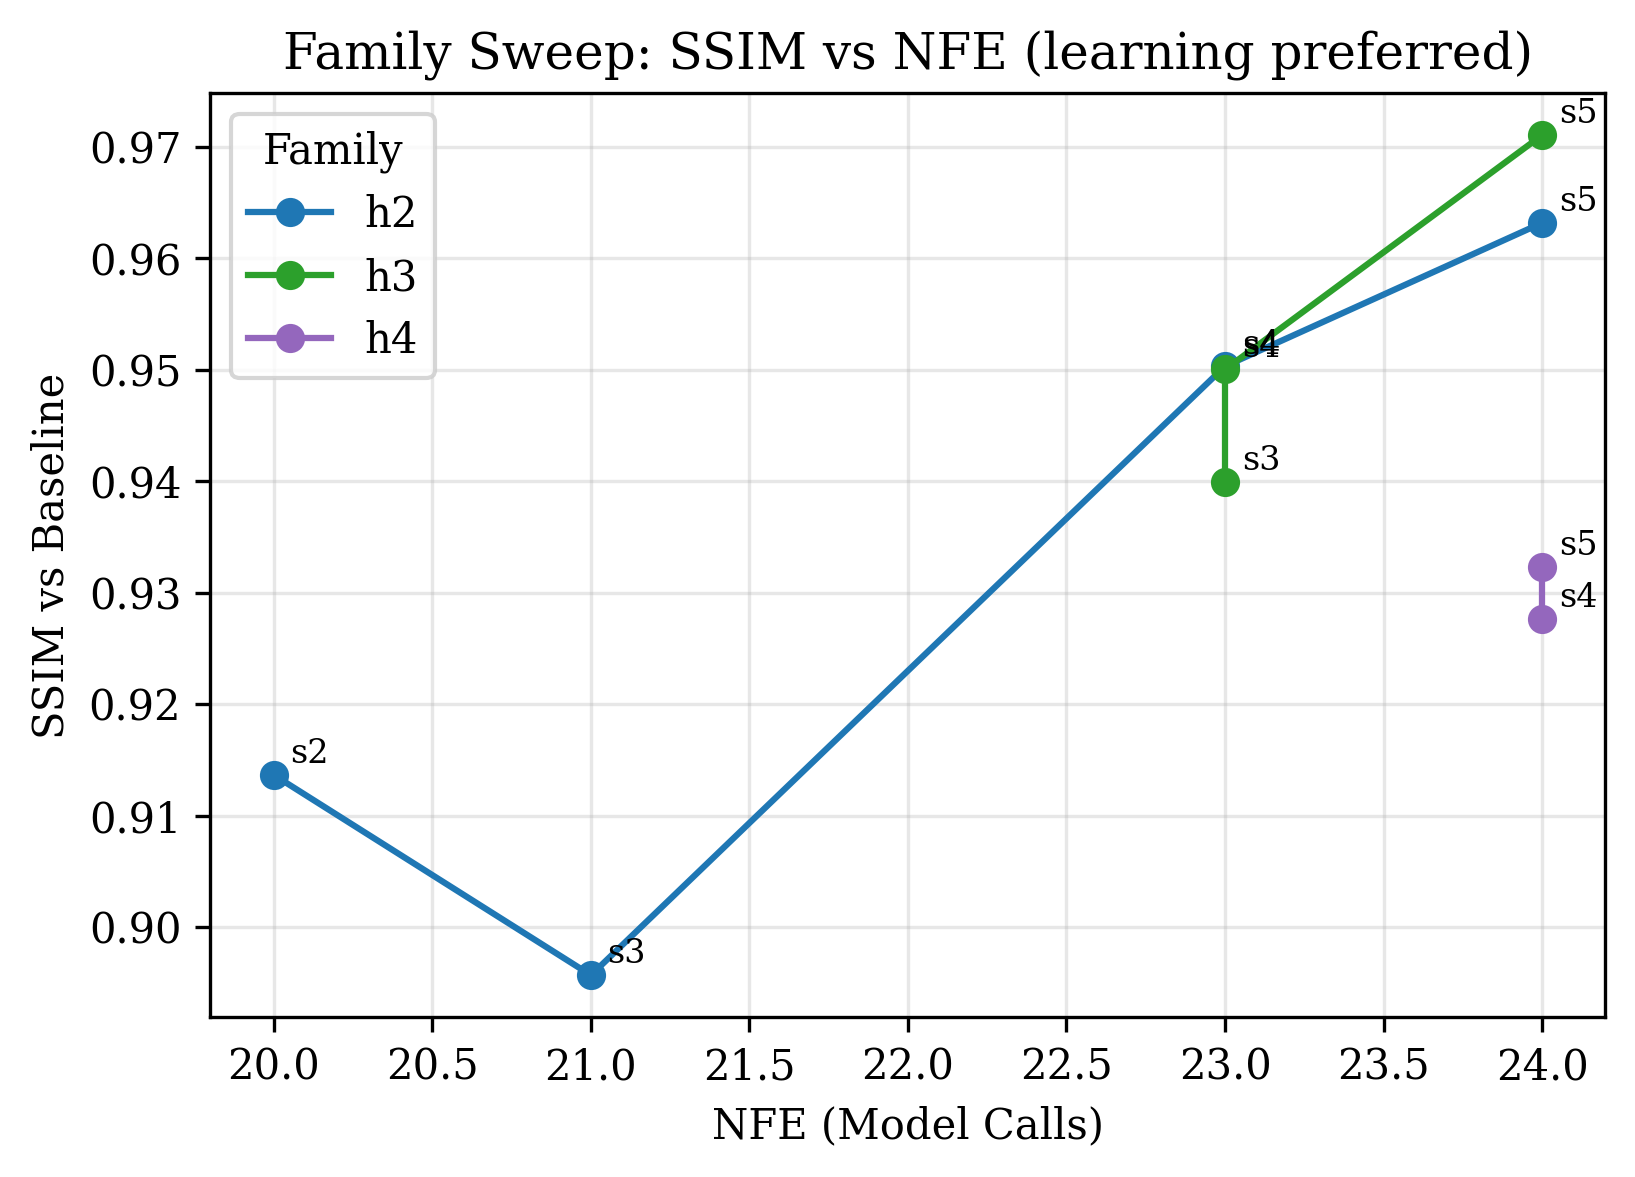 Family Sweep: SSIM vs NFE (learning preferred)
Family
h2
h3
h4
SSIM vs Baseline
0.97
0.96
0.95
0.94
0.93
0.92
0.91
0.90
s5
s5
s4
s3
s5
s4
s2
s3
20.0 20.5 21.0 21.5 22.0 22.5 23.0 23.5 24.0
NFE (Model Calls)